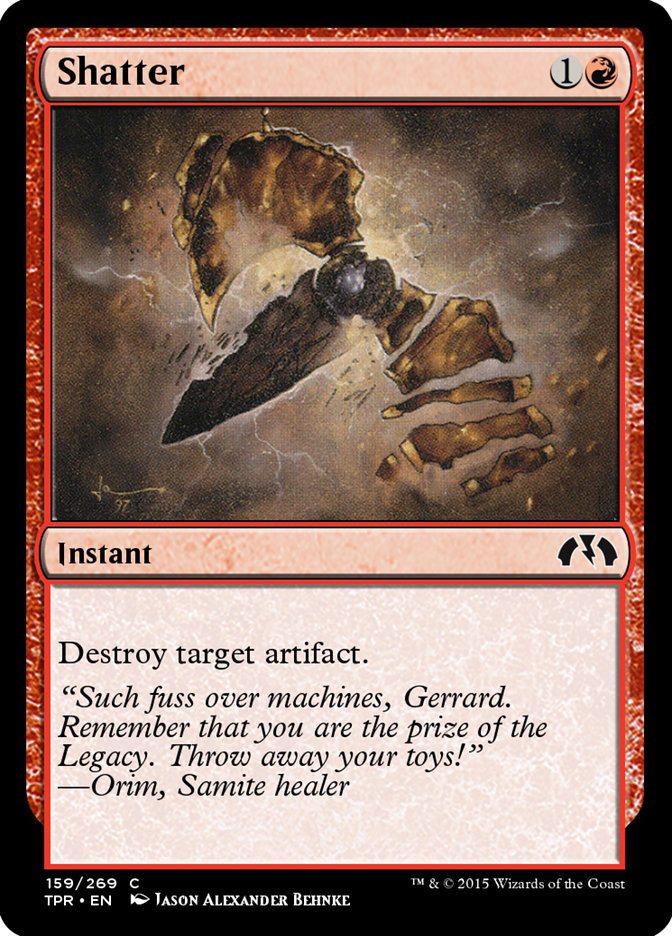 Shatter
1
Instant
Destroy target artifact.
“Such fuss over machines, Gerrard.
Remember that you are the prize of the
Legacy. Throw away your toys!”
—Orim, Samite healer
159/269 C
™ & © 2015 Wizards of the Coast
TPR • EN Jason Alexander Behnke